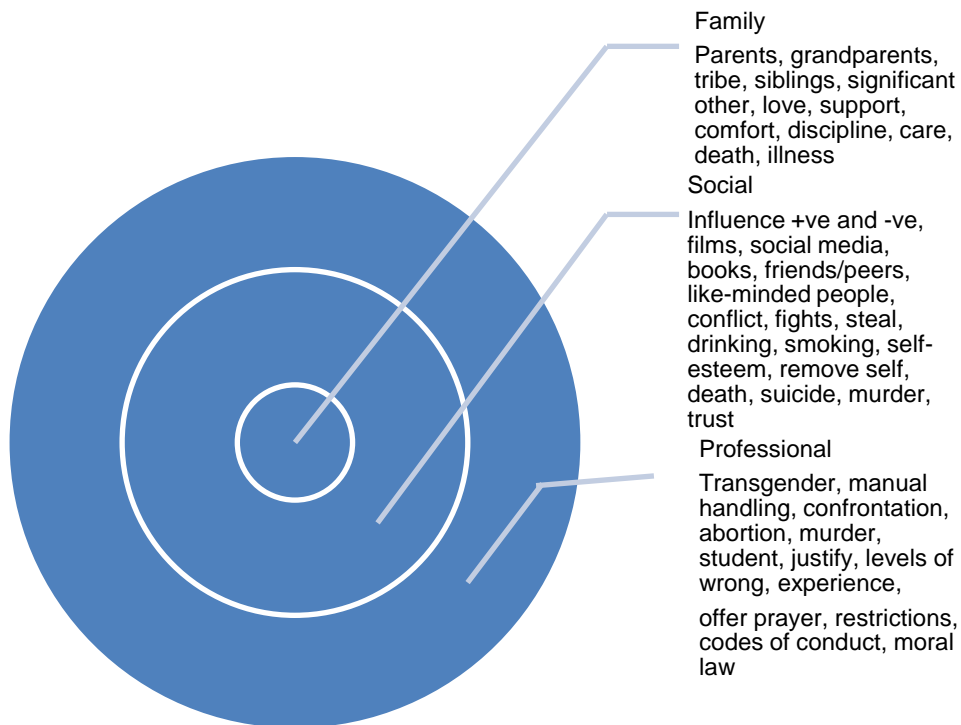 Family
Parents, grandparents,
tribe, siblings, significant
other, love, support,
comfort, discipline, care,
death, illness
Social
Influence +ve and -ve,
films, social media,
books, friends/peers,
like-minded people,
conflict, fights, steal,
drinking, smoking, self-
esteem, remove self,
death, suicide, murder,
trust
Professional
Transgender, manual
handling, confrontation,
abortion, murder,
student, justify, levels of
wrong, experience,
offer prayer, restrictions,
codes of conduct, moral
law